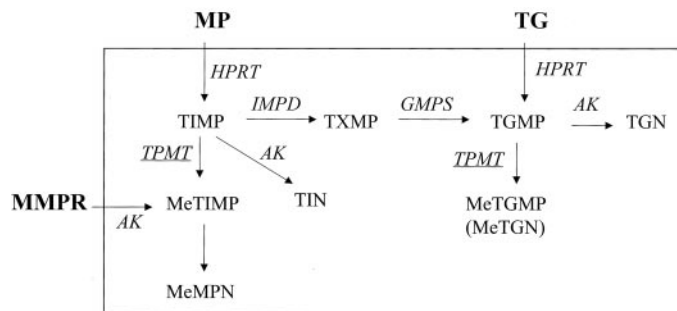 MP TG
HPRT HPRT
IMPD GMPS AK
TIMP TXMP TGMP TGN
TPMT AK TPMT
MMPR MeTIMP TIN MeTGMP
AK (MeTGN)
MeMPN